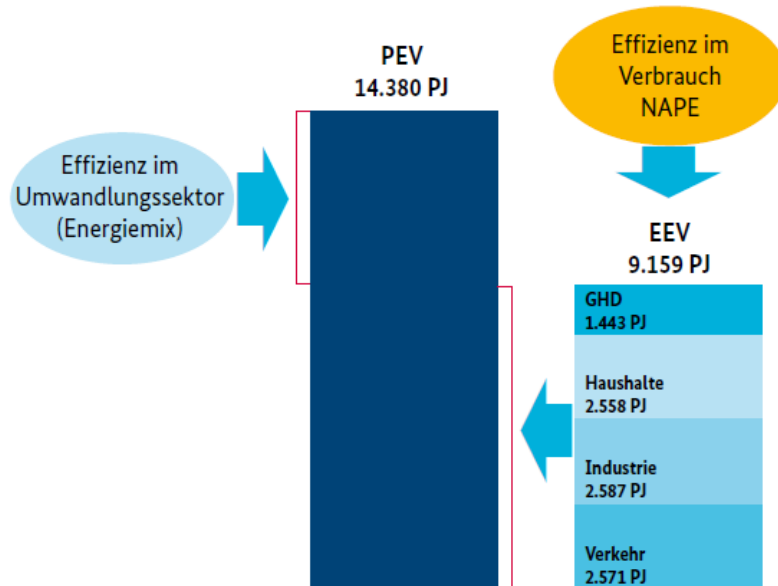 PEV
14.380 PJ
Effizienz im
Verbrauch
NAPE
Effizienz im
Umwandlungssektor
(Energiemix)
EEV
9.159 PJ
GHD
1.443 PJ
Haushalte
2.558 PJ
Industrie
2.587 PJ
Verkehr
2.571 PJ